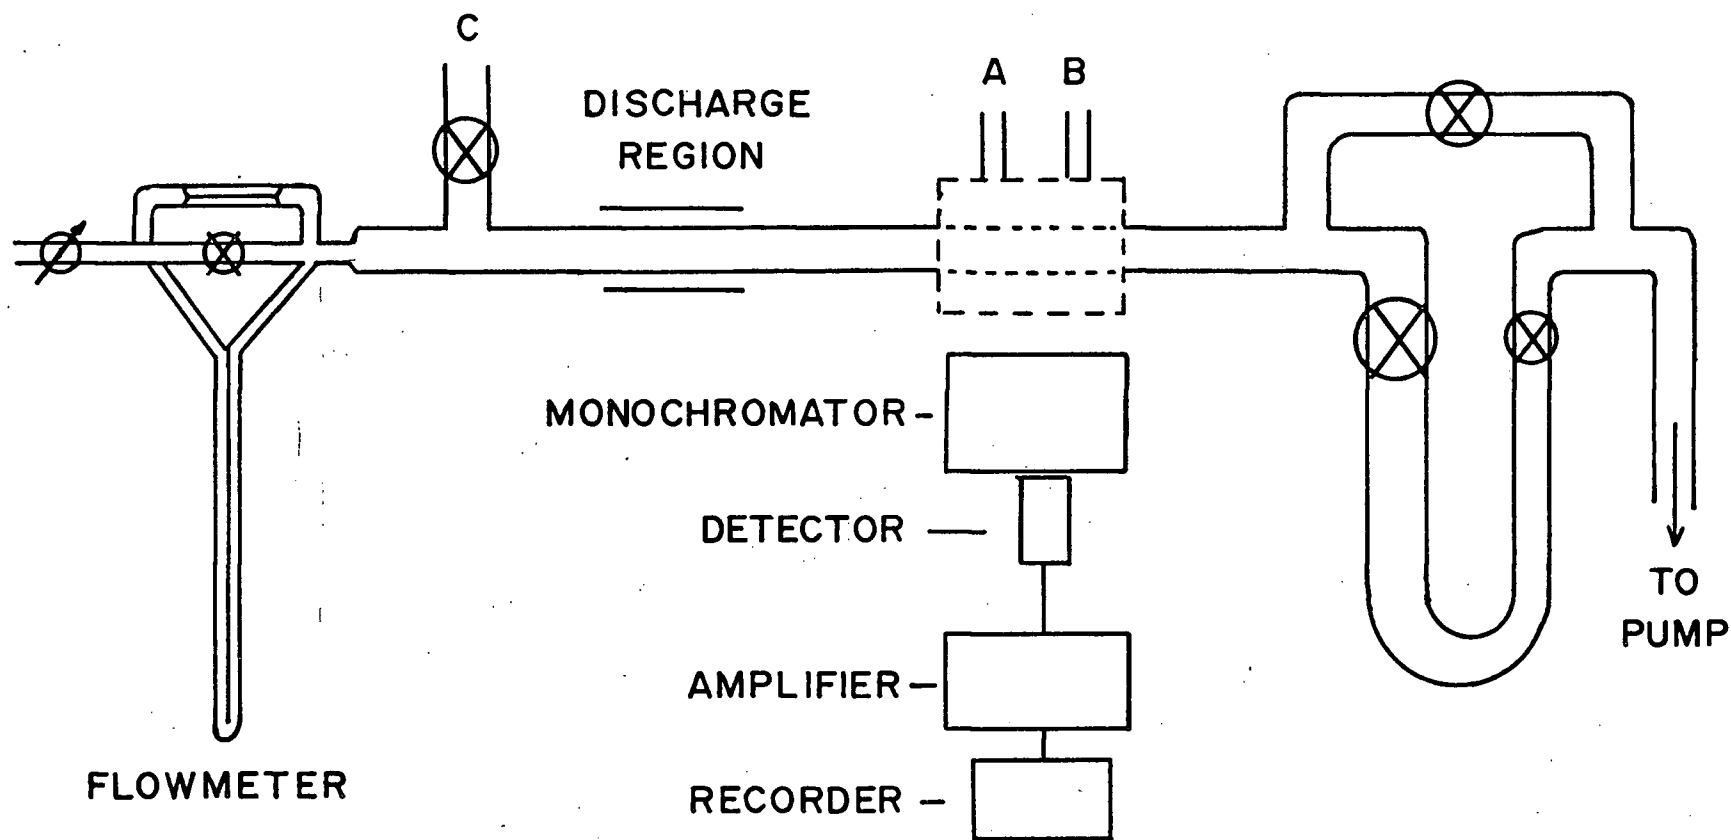 C
A B
DISCHARGE
REGION
MONOCHROMATOR
DETECTOR
TO
PUMP
AMPLIFIER
FLOWMETER
RECORDER